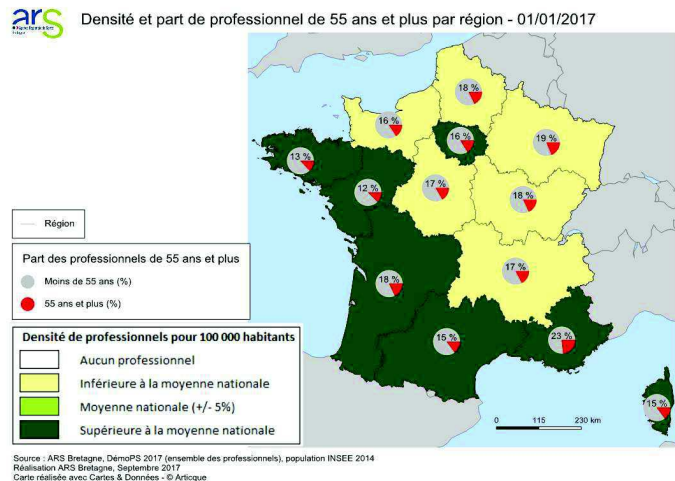 ars
Densité et part de professionnel de 55 ans et plus par région - 01/01/2017
18 %
16 %
16 %
19 %
13 %
12 %
17 %
18 %
17 %
18 %
15 %
23 %
15 %
Région
Part des professionnels de 55 ans et plus
Moins de 55 ans (%)
55 ans et plus (%)
Densité de professionnels pour 100 000 habitants
Aucun professionnel
Inférieure à la moyenne nationale
Moyenne nationale (+/- 5%)
Supérieure à la moyenne nationale
0 115 230 km
Source : ARS Bretagne, DémoPS 2017 (ensemble des professionnels), population INSEE 2014
Réalisation ARS Bretagne, Septembre 2017
Carte réalisée avec Cartes & Données - © Articque